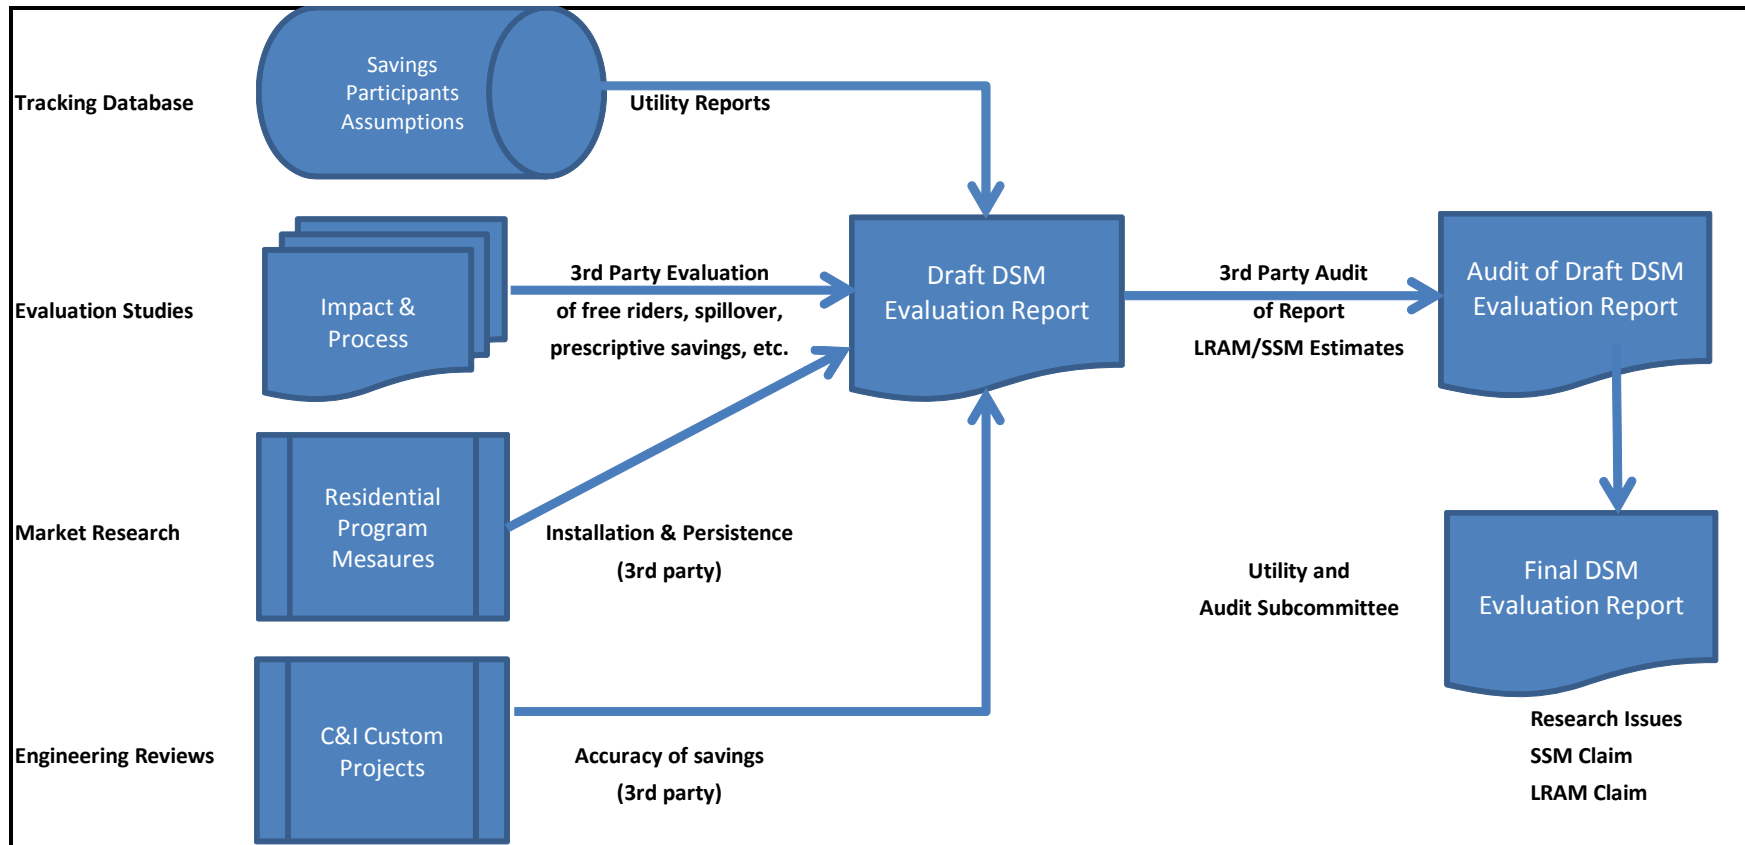 Tracking Database
Savings
Participants
Assumptions
Utility Reports
Evaluation Studies
Impact &
Process
3rd Party Evaluation
of free riders, spillover,
prescriptive savings, etc.
Draft DSM
Evaluation Report
3rd Party Audit
of Report
LRAM/SSM Estimates
Audit of Draft DSM
Evaluation Report
Market Research
Residential
Program
Mesaures
Installation & Persistence
(3rd party)
Utility and
Audit Subcommittee
Final DSM
Evaluation Report
Engineering Reviews
C&I Custom
Projects
Accuracy of savings
(3rd party)
Research Issues
SSM Claim
LRAM Claim